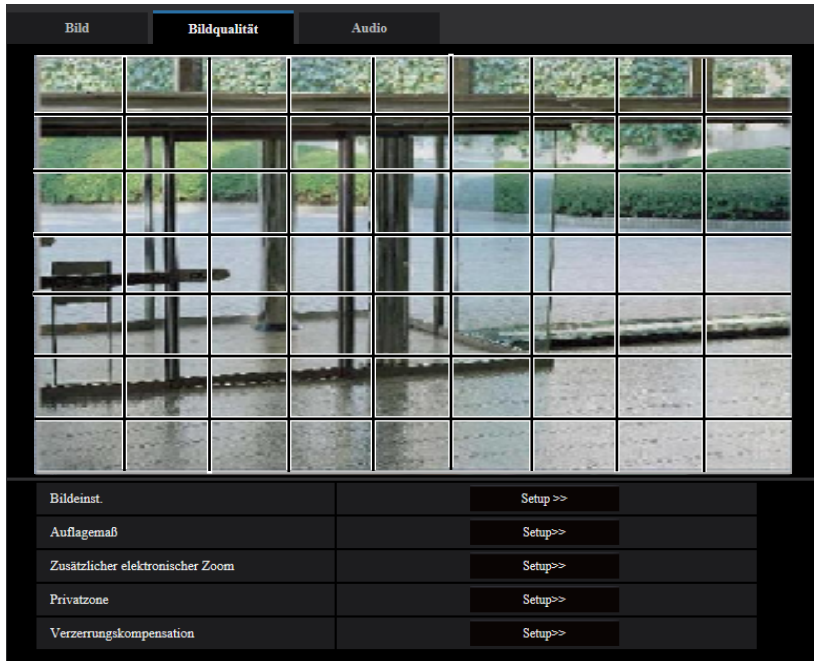 Bild Bildqualität Audio
Bildeinst. Setup >>
Auflagemaß Setup>>
Zusätzlicher elektronischer Zoom Setup>>
Privatzone Setup>>
Verzerrungskompensation Setup>>